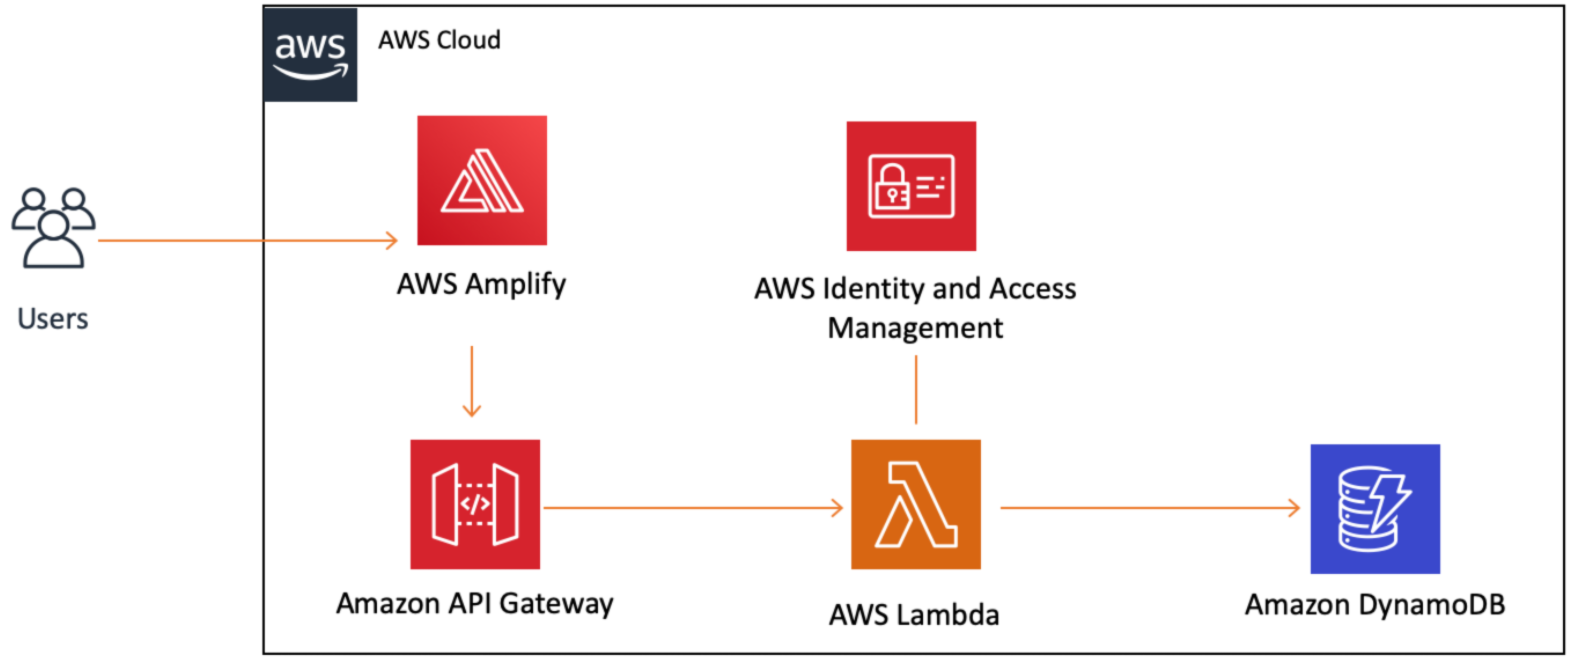 aws
AWS Cloud
Users
AWS Amplify
AWS Identity and Access
Management
</>
Amazon API Gateway
AWS Lambda
Amazon DynamoDB